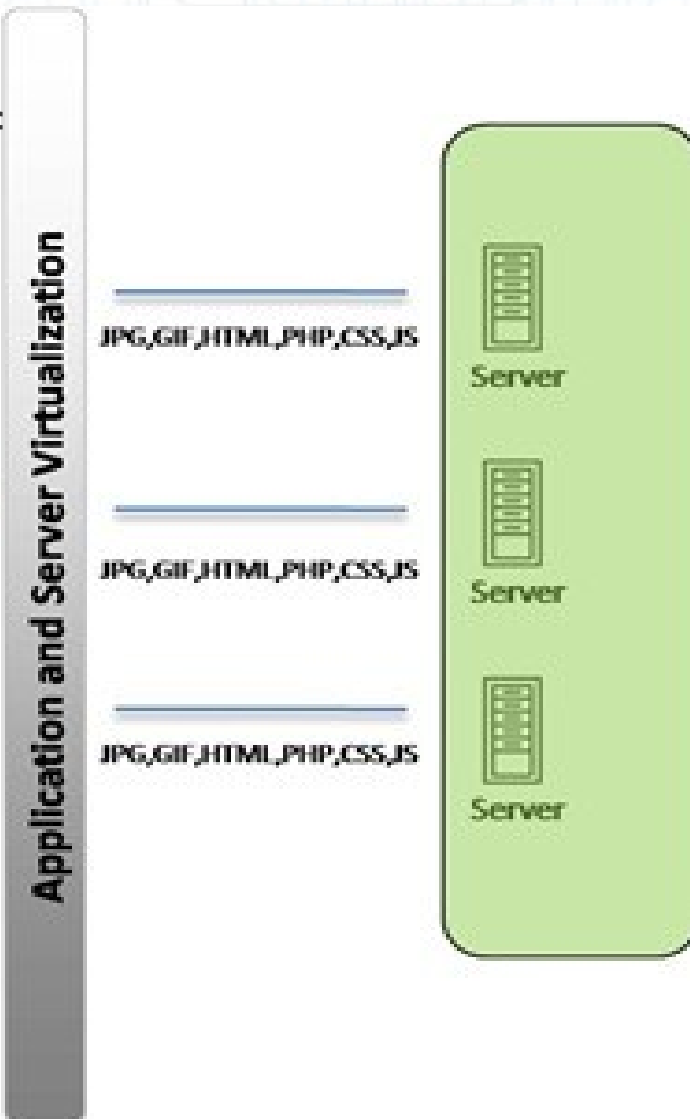 Application and Server Virtualization
JPG,GIF,HTML,PHP,CSS,JS
Server
JPG,GIF,HTML,PHP,CSS,JS
Server
JPG,GIF,HTML,PHP,CSS,JS
Server